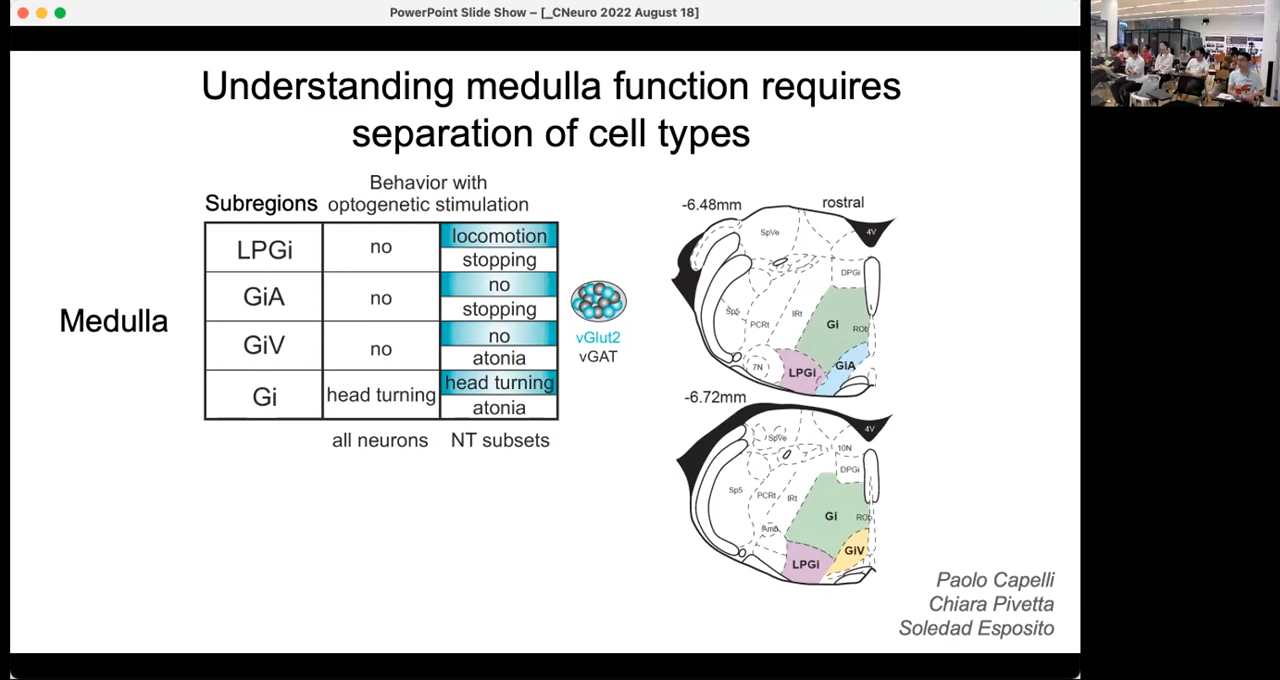 PowerPoint Slide Show – [_CNeuro 2022 August 18]
Understanding medulla function requires
separation of cell types
Behavior with
Subregions optogenetic stimulation
Medulla
LPGi no locomotion
stopping
GiA no no
stopping
GiV no no
atonia
Gi head turning head turning
atonia
all neurons NT subsets
vGlut2
vGAT
-6.48mm rostral
SpVe 4V
DPGi
Sp5 PCRt IRt Gi ROb
7N LPGi GiA
-6.72mm
SpVe 4V
10N
DPGi
Sp5 PCRt IRt
Gi ROb
Amb
LPGi GiV
Paolo Capelli
Chiara Pivetta
Soledad Esposito